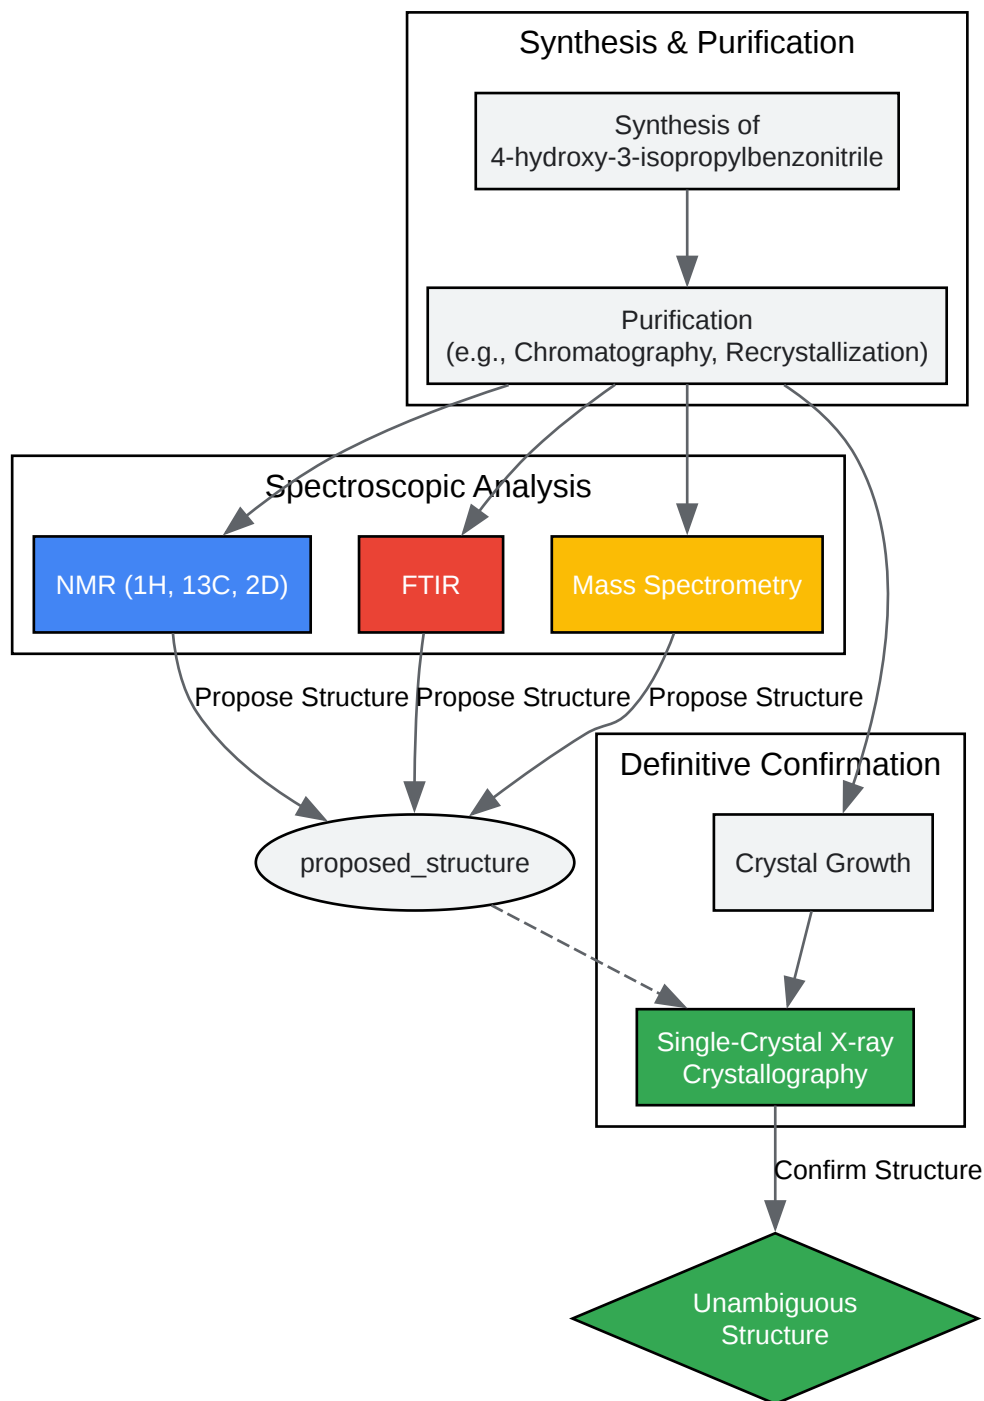 Synthesis & Purification
Synthesis of
4-hydroxy-3-isopropylbenzonitrile
Purification
(e.g., Chromatography, Recrystallization)
Spectroscopic Analysis
NMR (1H, 13C, 2D)
FTIR
Mass Spectrometry
Propose Structure
Propose Structure
Propose Structure
Definitive Confirmation
proposed_structure
Crystal Growth
Single-Crystal X-ray
Crystallography
Confirm Structure
Unambiguous
Structure